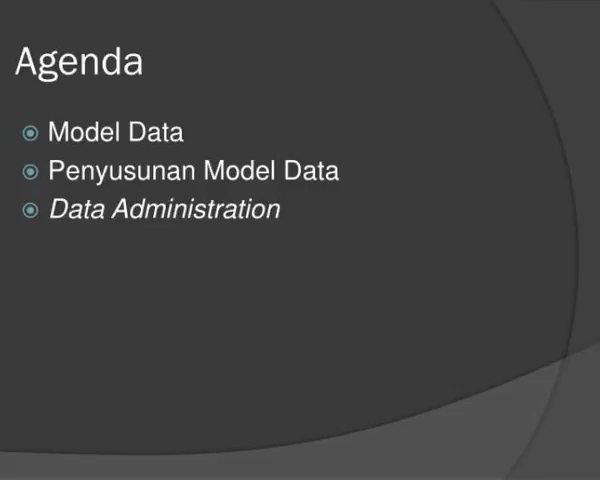 Agenda
Model Data
Penyusunan Model Data
Data Administration